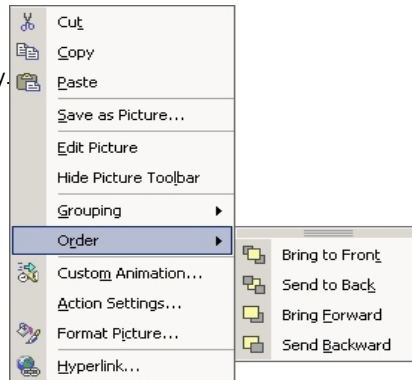 Cut
Copy
y.
Paste
Save as Picture...
Edit Picture
Hide Picture Toolbar
Grouping
Order
Custom Animation...
Action Settings...
Format Picture...
Hyperlink...
Bring to Front
Send to Back
Bring Forward
Send Backward